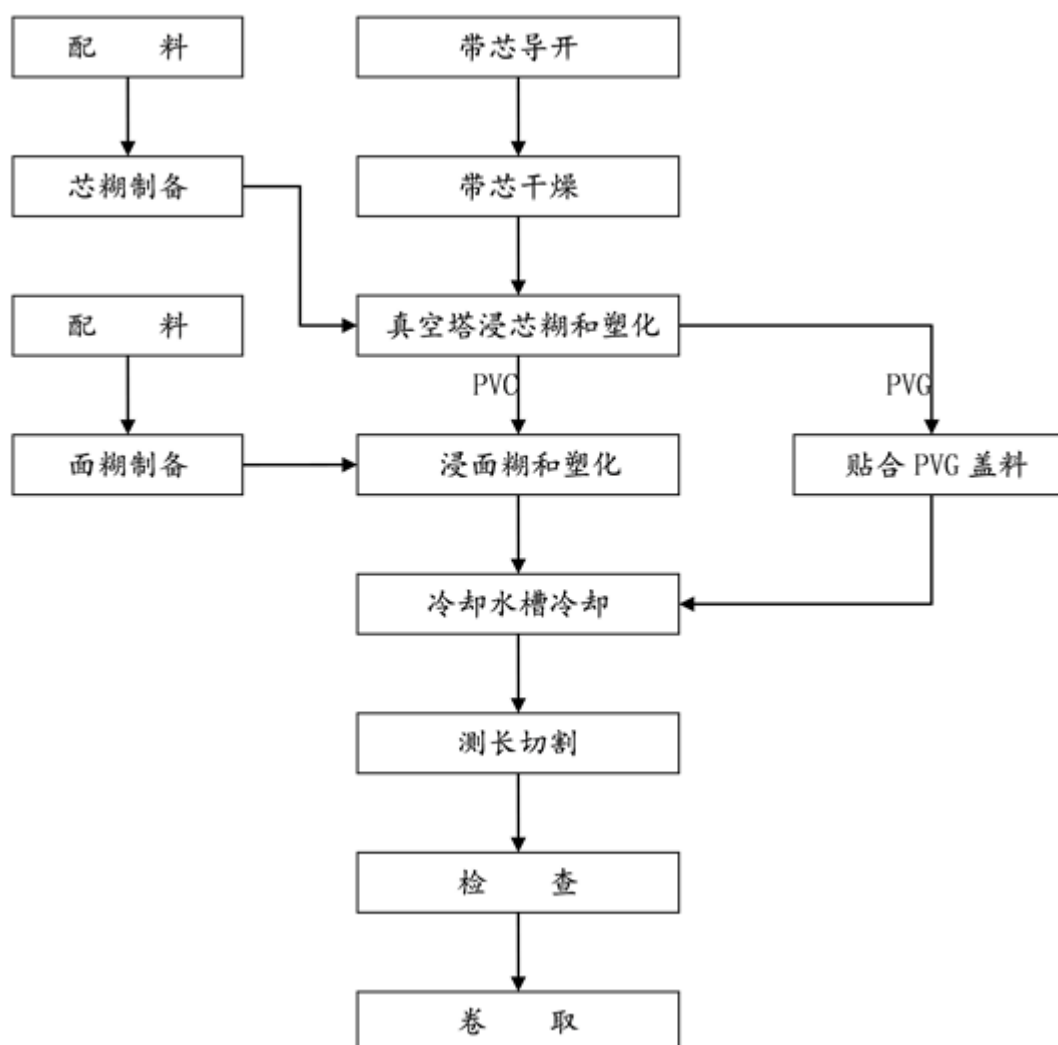 配 料
带芯导开
芯糊制备
带芯干燥
配 料
真空塔浸芯糊和塑化
PVC
PVG
面糊制备
浸面糊和塑化
贴合 PVG 盖料
冷却水槽冷却
测长切割
检 查
卷 取